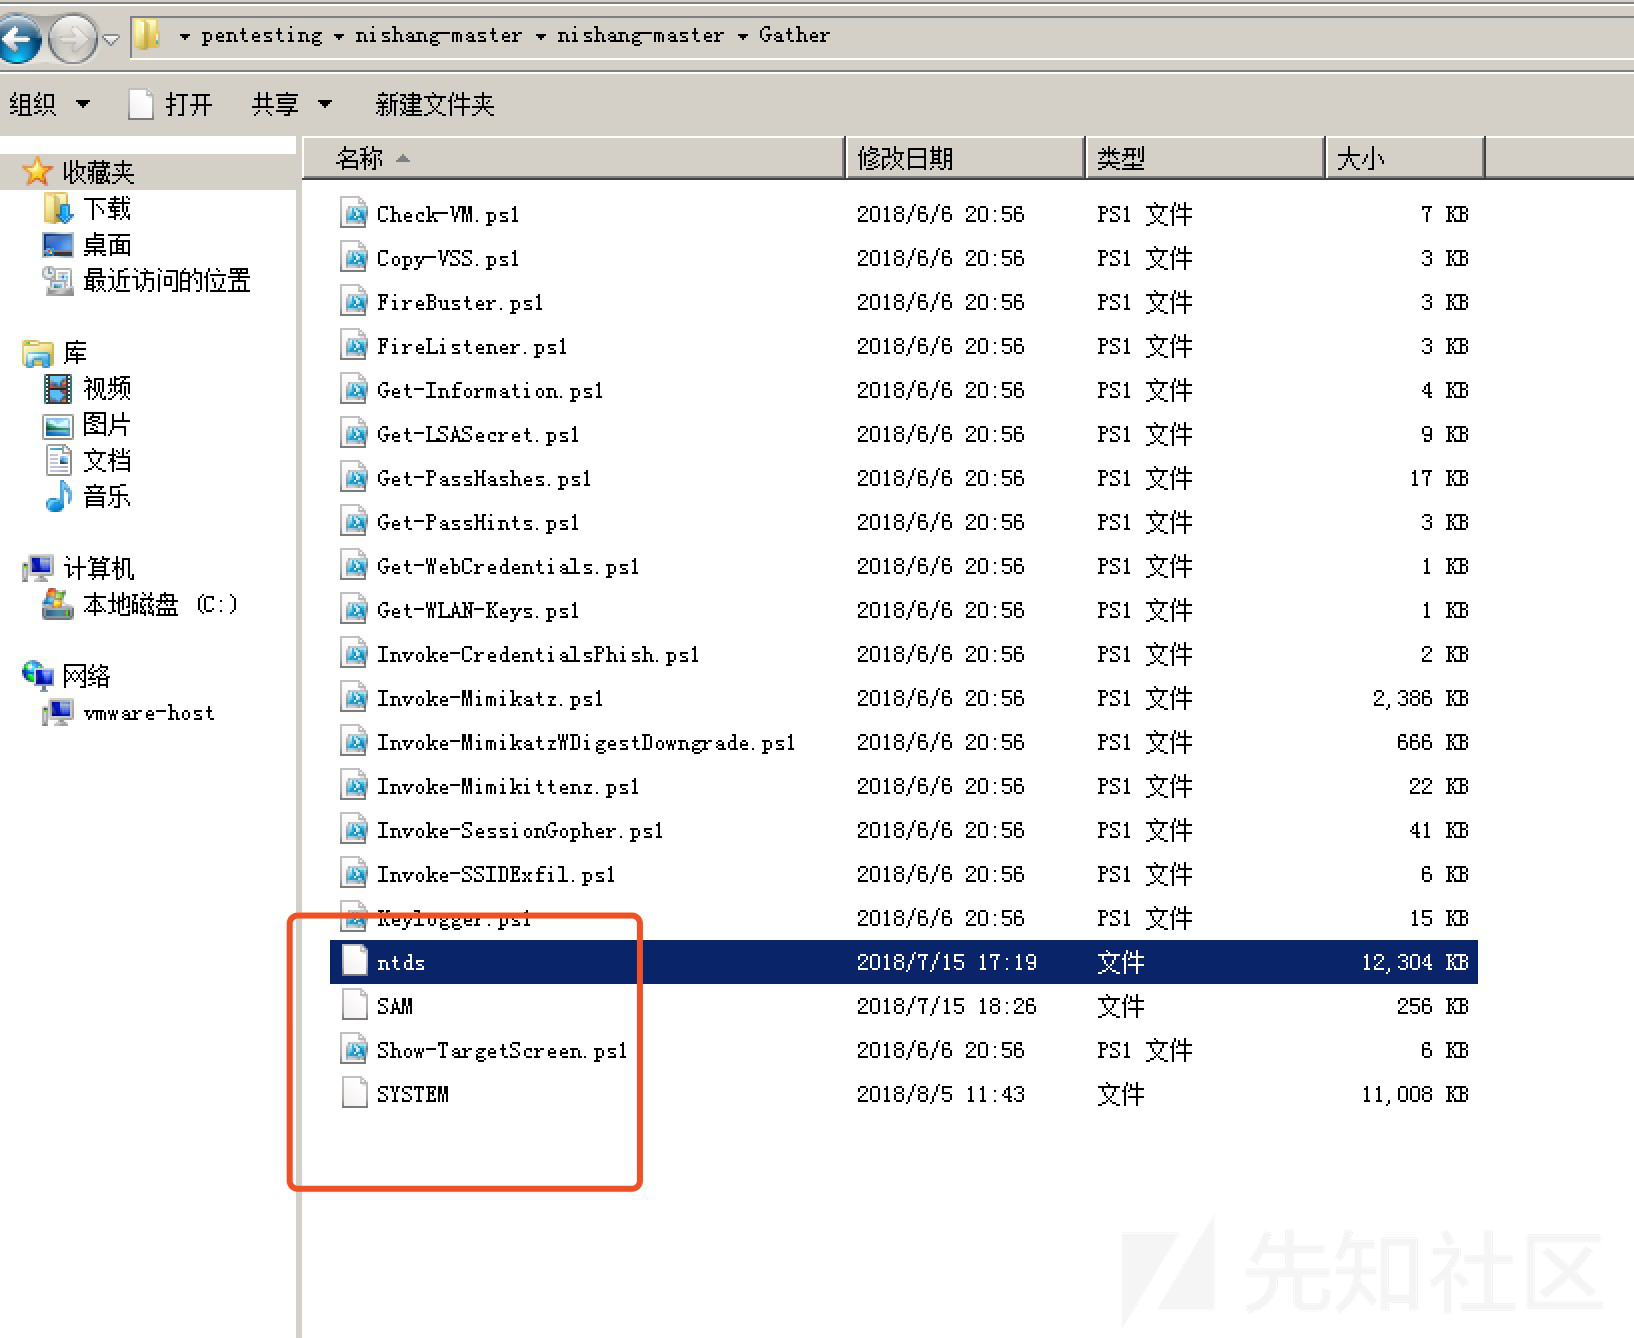 pentesting nishang-master nishang-master Gather
组织 打开 共享 新建文件夹
名称 修改日期 类型 大小
收藏夹
下载
桌面
最近访问的位置
库
视频
图片
文档
音乐
计算机
本地磁盘 (C:)
网络
vmware-host
Check-VM.ps1 2018/6/6 20:56 PS1 文件 7 KB
Copy-VSS.ps1 2018/6/6 20:56 PS1 文件 3 KB
FireBuster.ps1 2018/6/6 20:56 PS1 文件 3 KB
FireListener.ps1 2018/6/6 20:56 PS1 文件 3 KB
Get-Information.ps1 2018/6/6 20:56 PS1 文件 4 KB
Get-LSASecret.ps1 2018/6/6 20:56 PS1 文件 9 KB
Get-PassHashes.ps1 2018/6/6 20:56 PS1 文件 17 KB
Get-PassHints.ps1 2018/6/6 20:56 PS1 文件 3 KB
Get-WebCredentials.ps1 2018/6/6 20:56 PS1 文件 1 KB
Get-WLAN-Keys.ps1 2018/6/6 20:56 PS1 文件 1 KB
Invoke-CredentialsPhish.ps1 2018/6/6 20:56 PS1 文件 2 KB
Invoke-Mimikatz.ps1 2018/6/6 20:56 PS1 文件 2,386 KB
Invoke-MimikatzWDigestDowngrade.ps1 2018/6/6 20:56 PS1 文件 666 KB
Invoke-Mimikittenz.ps1 2018/6/6 20:56 PS1 文件 22 KB
Invoke-SessionGopher.ps1 2018/6/6 20:56 PS1 文件 41 KB
Invoke-SSIDExfil.ps1 2018/6/6 20:56 PS1 文件 6 KB
Keylogger.ps1 2018/6/6 20:56 PS1 文件 15 KB
ntds 2018/7/15 17:19 文件 12,304 KB
SAM 2018/7/15 18:26 文件 256 KB
Show-TargetScreen.ps1 2018/6/6 20:56 PS1 文件 6 KB
SYSTEM 2018/8/5 11:43 文件 11,008 KB
先知社区